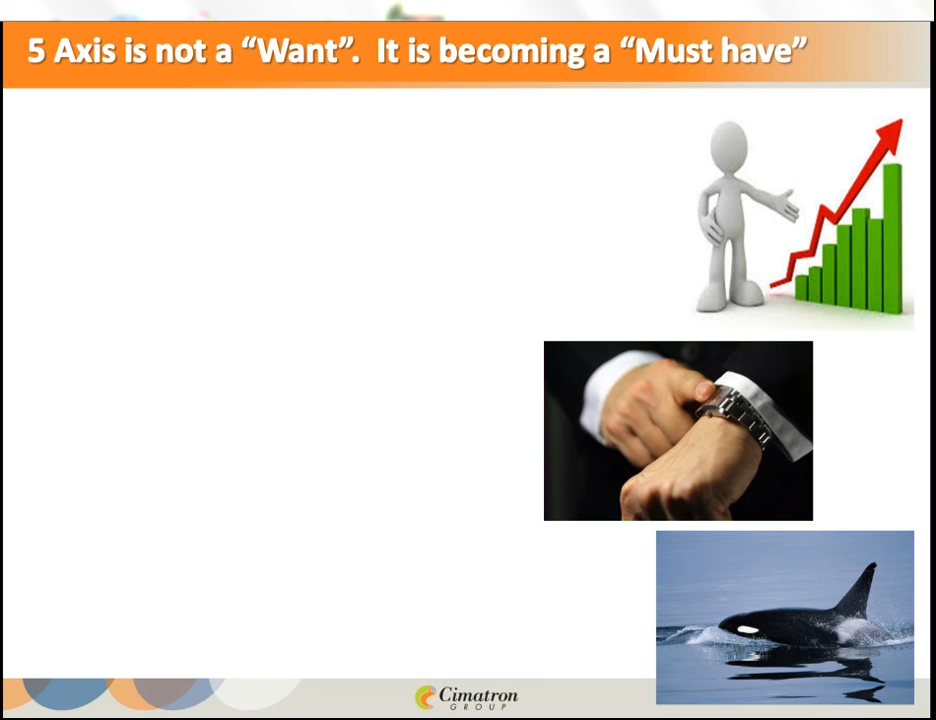 5 Axis is not a “Want”.  It is becoming a “Must have”
Cimatron
GROUP